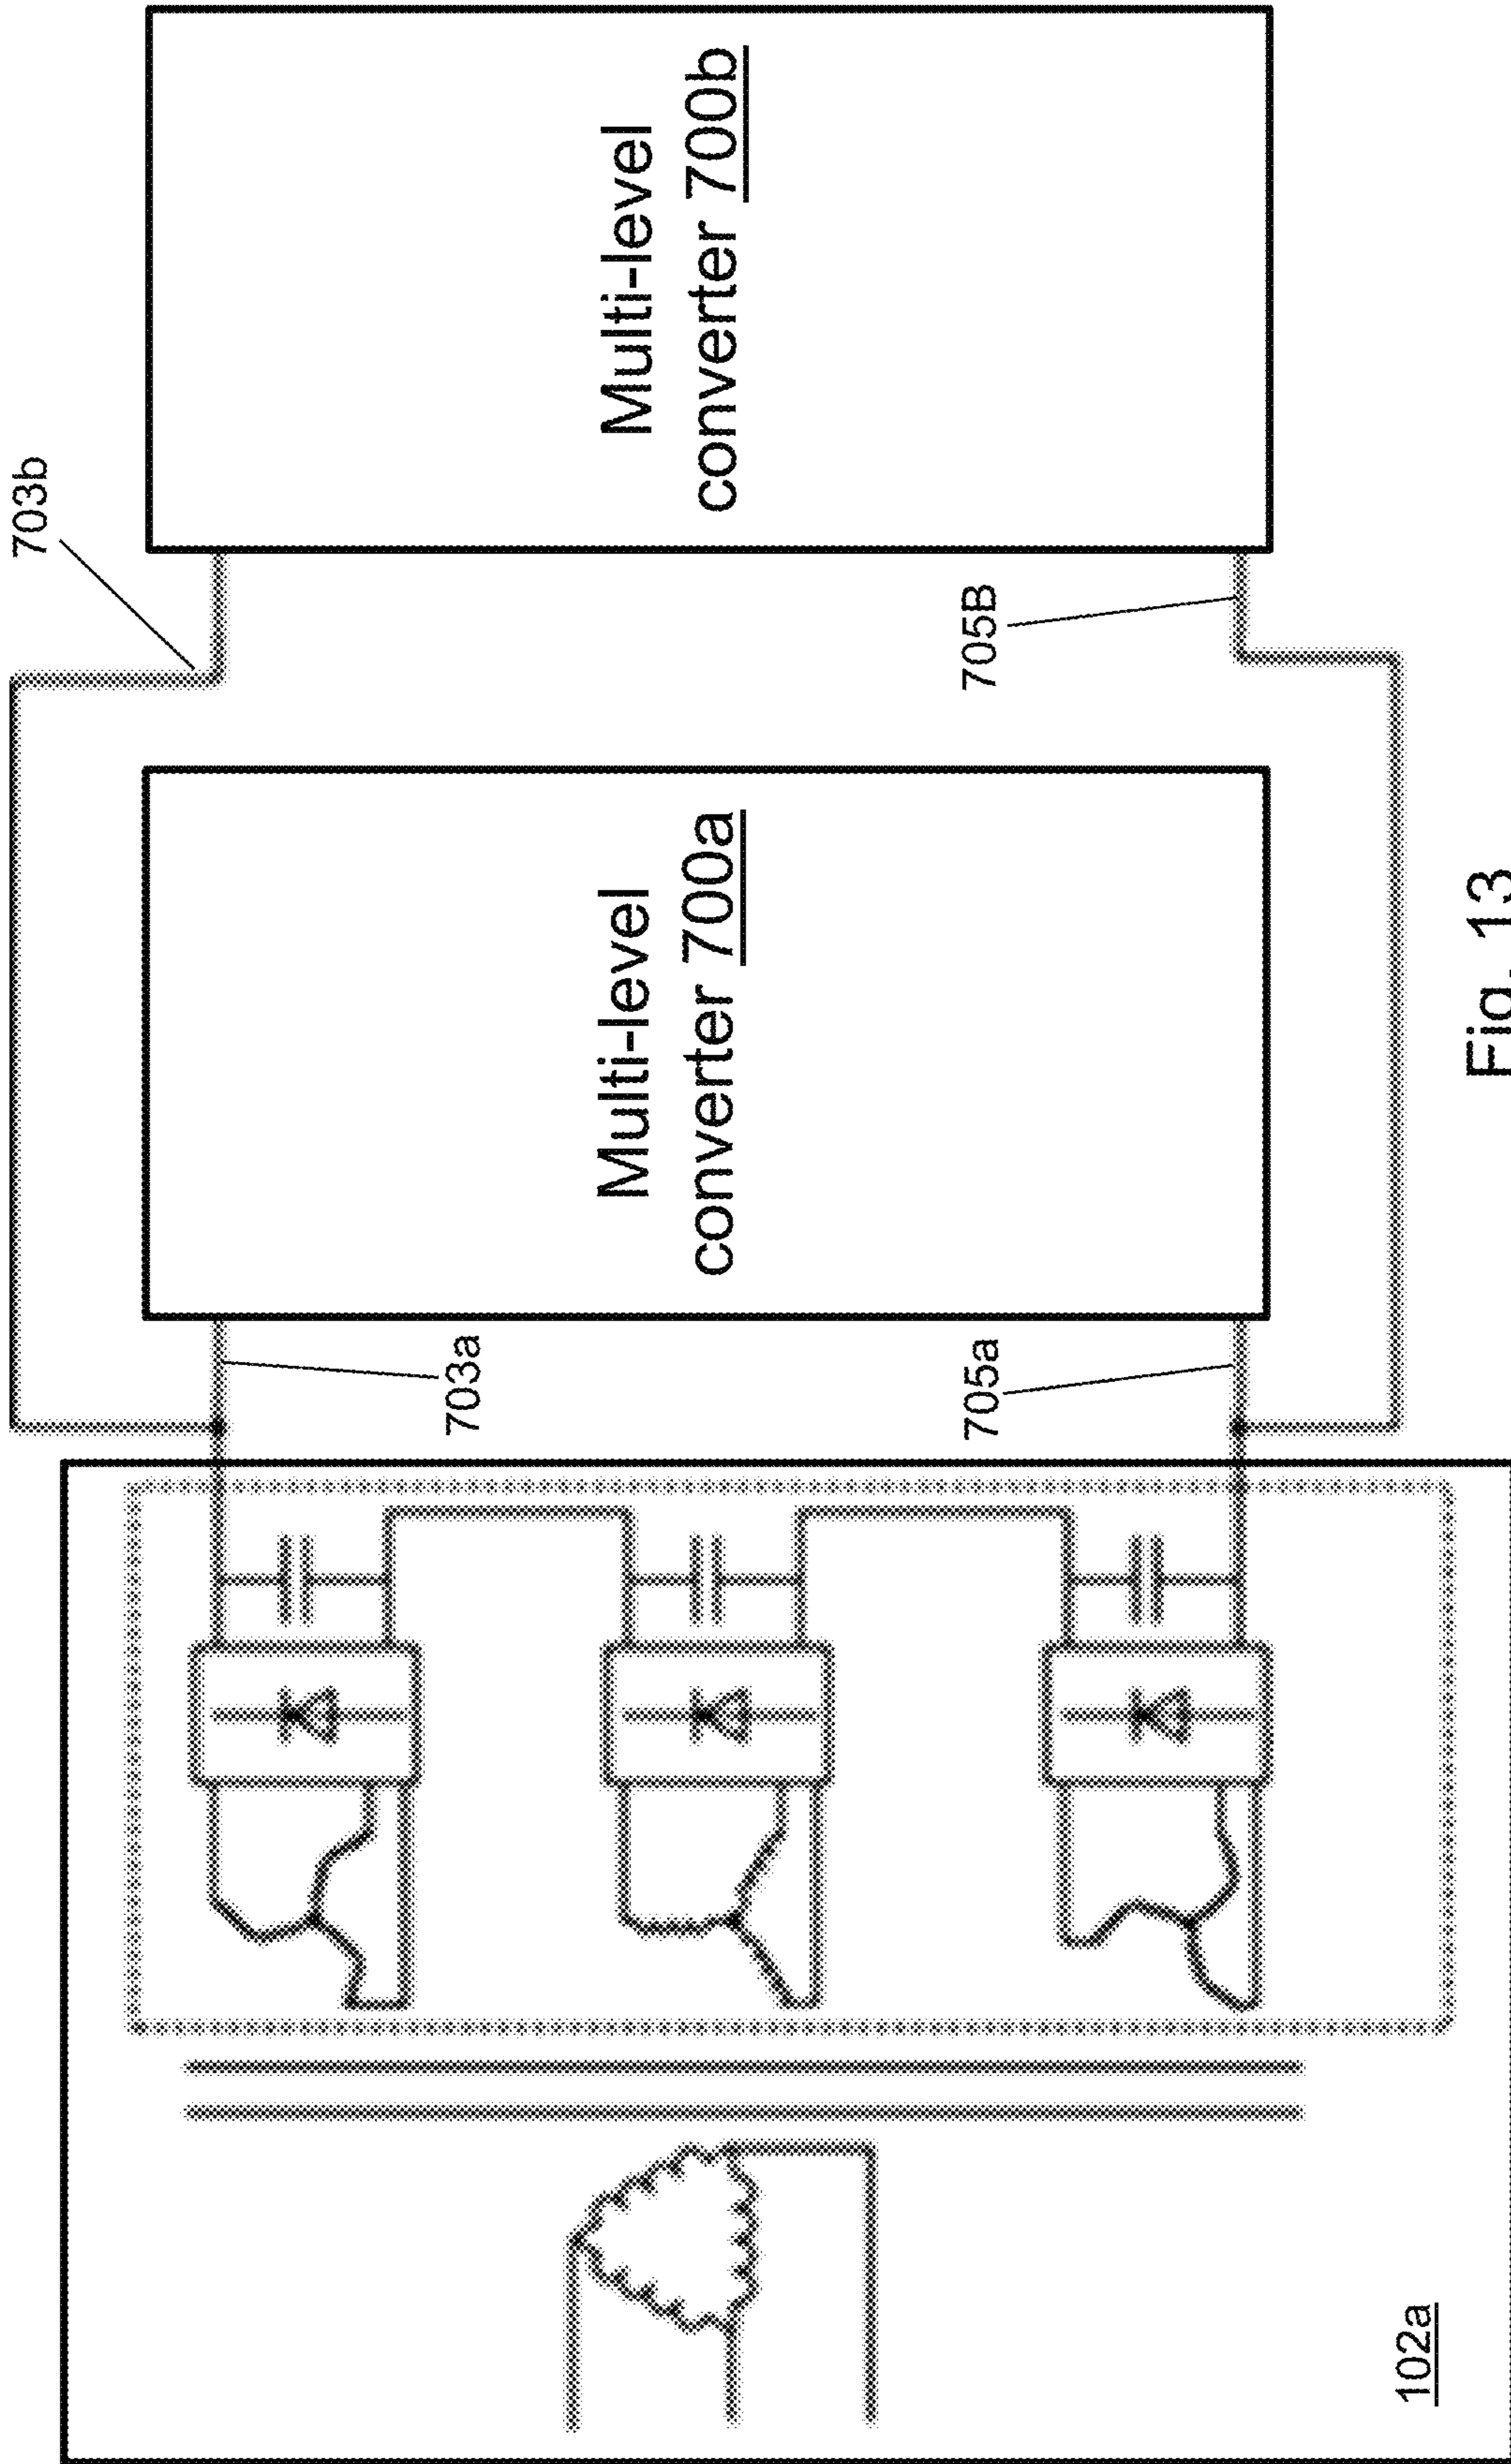 703b
Multi-level
converter 700b
705B
Multi-level
converter 700a
703a
705a
102a
Fig. 13